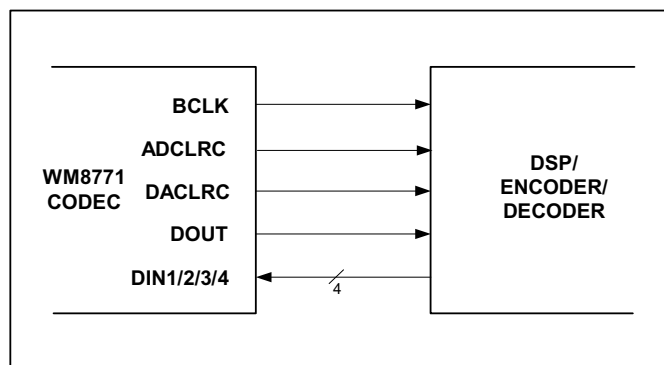 BCLK
ADCLRC
WM8771
CODEC
DACLRC
DOUT
DIN1/2/3/4
4
DSP/
ENCODER/
DECODER